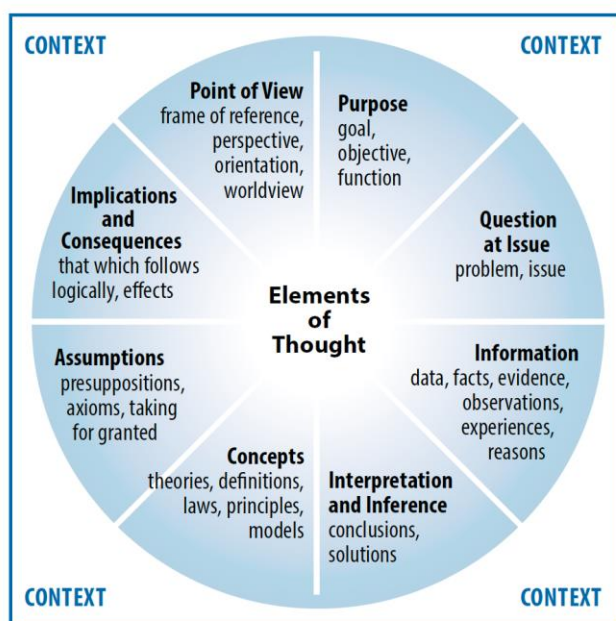 CONTEXT
CONTEXT
Point of View
frame of reference,
perspective,
orientation,
worldview
Purpose
goal,
objective,
function
Implications
and
Consequences
that which follows
logically, effects
Question
at Issue
problem, issue
Elements
of
Thought
Assumptions
presuppositions,
axioms, taking
for granted
Information
data, facts, evidence,
observations,
experiences,
reasons
Concepts
theories, definitions,
laws, principles,
models
Interpretation
and Inference
conclusions,
solutions
CONTEXT
CONTEXT